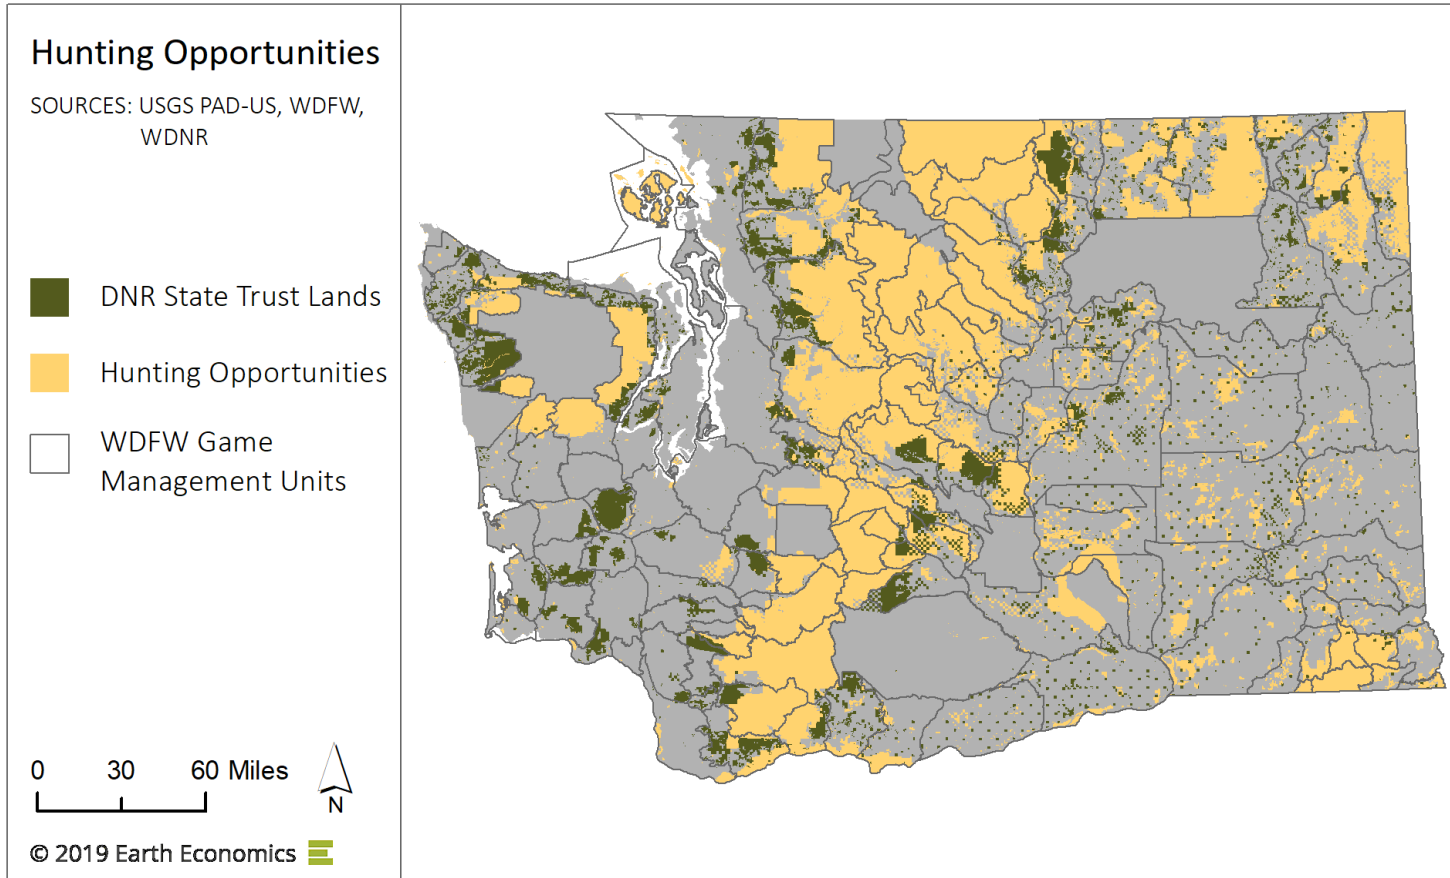 Hunting Opportunities
SOURCES: USGS PAD-US, WDFW,
WDNR
DNR State Trust Lands
Hunting Opportunities
WDFW Game
Management Units
0 30 60 Miles
N
© 2019 Earth Economics